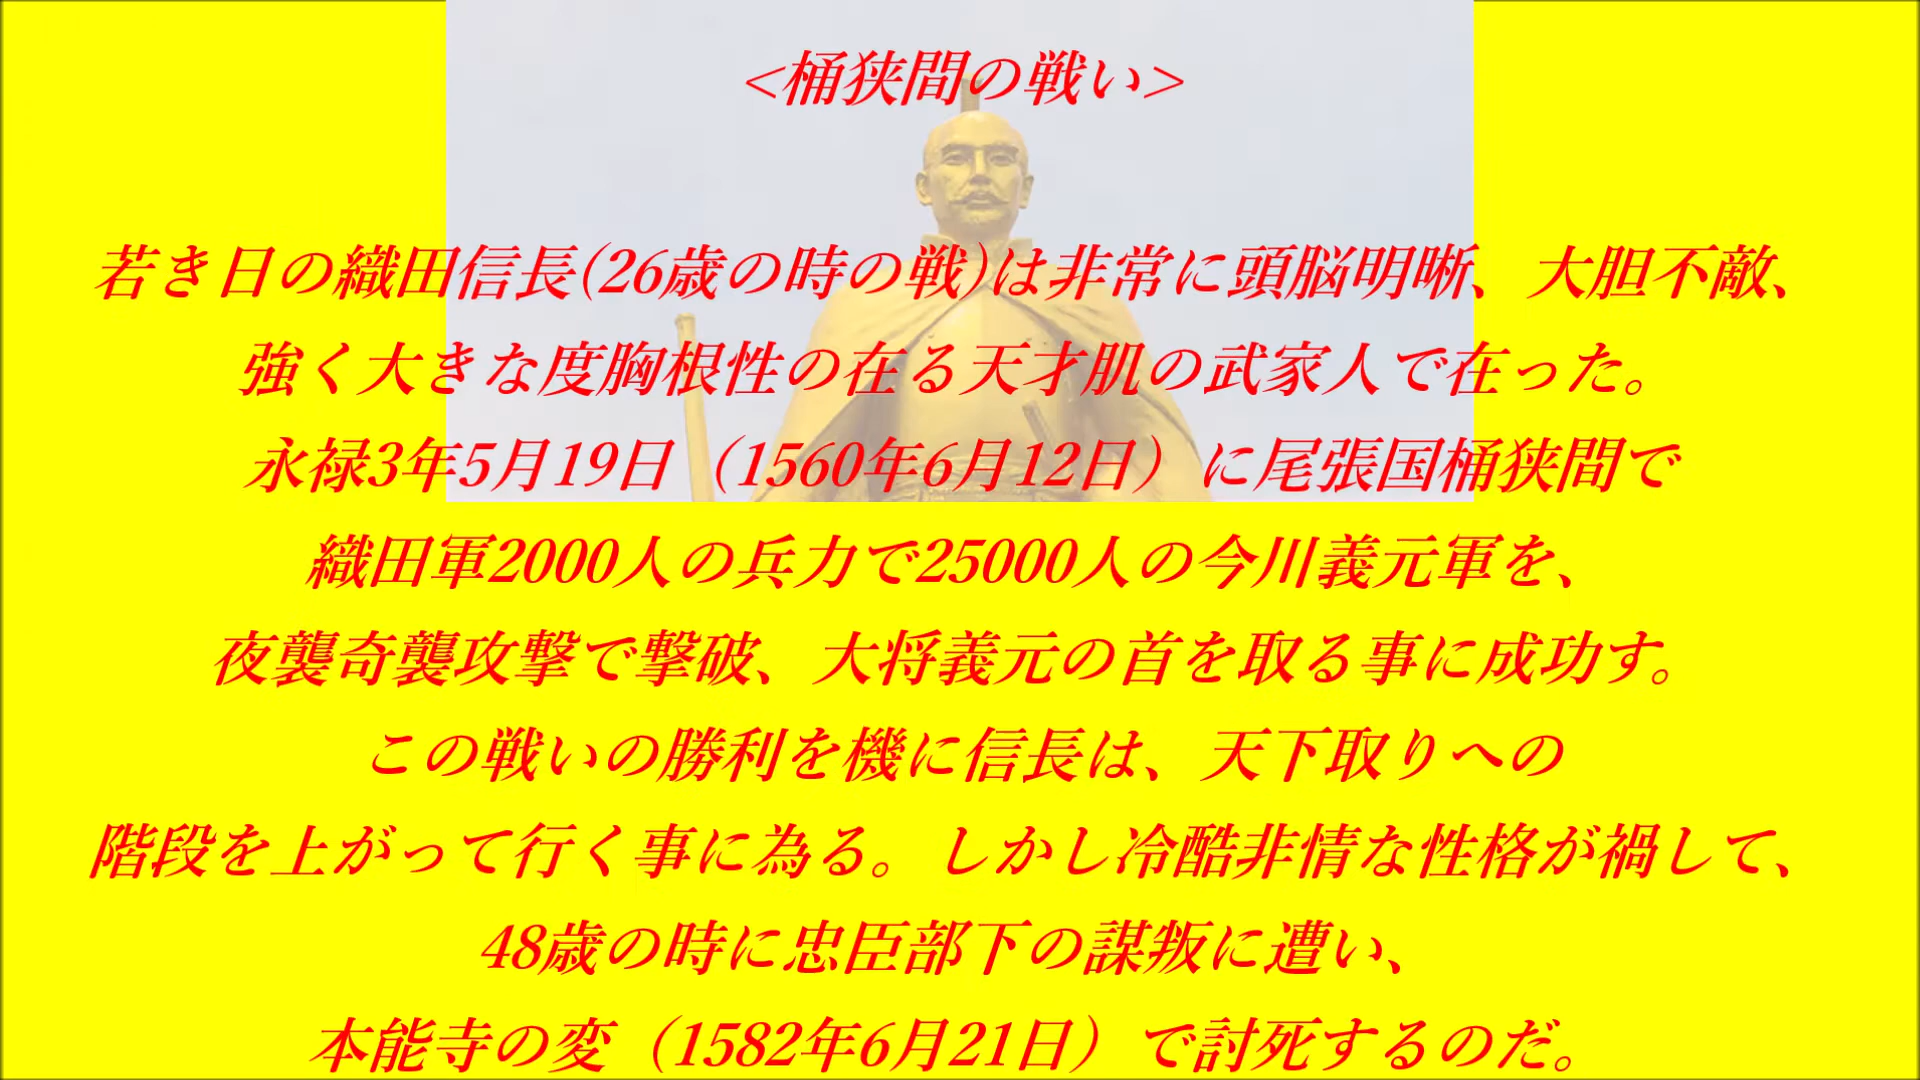 <桶狭間の戦い>
若き日の織田信長(26歳の時の戦)は非常に頭脳明晰、大胆不敵、
強く大きな度胸根性の在る天才肌の武家人で在った。
永禄3年5月19日（1560年6月12日）に尾張国桶狭間で
織田軍2000人の兵力で25000人の今川義元軍を、
夜襲奇襲攻撃で撃破、大将義元の首を取る事に成功す。
この戦いの勝利を機に信長は、天下取りへの
階段を上がって行く事に為る。しかし冷酷非情な性格が禍して、
48歳の時に忠臣部下の謀叛に遭い、
本能寺の変（1582年6月21日）で討死するのだ。